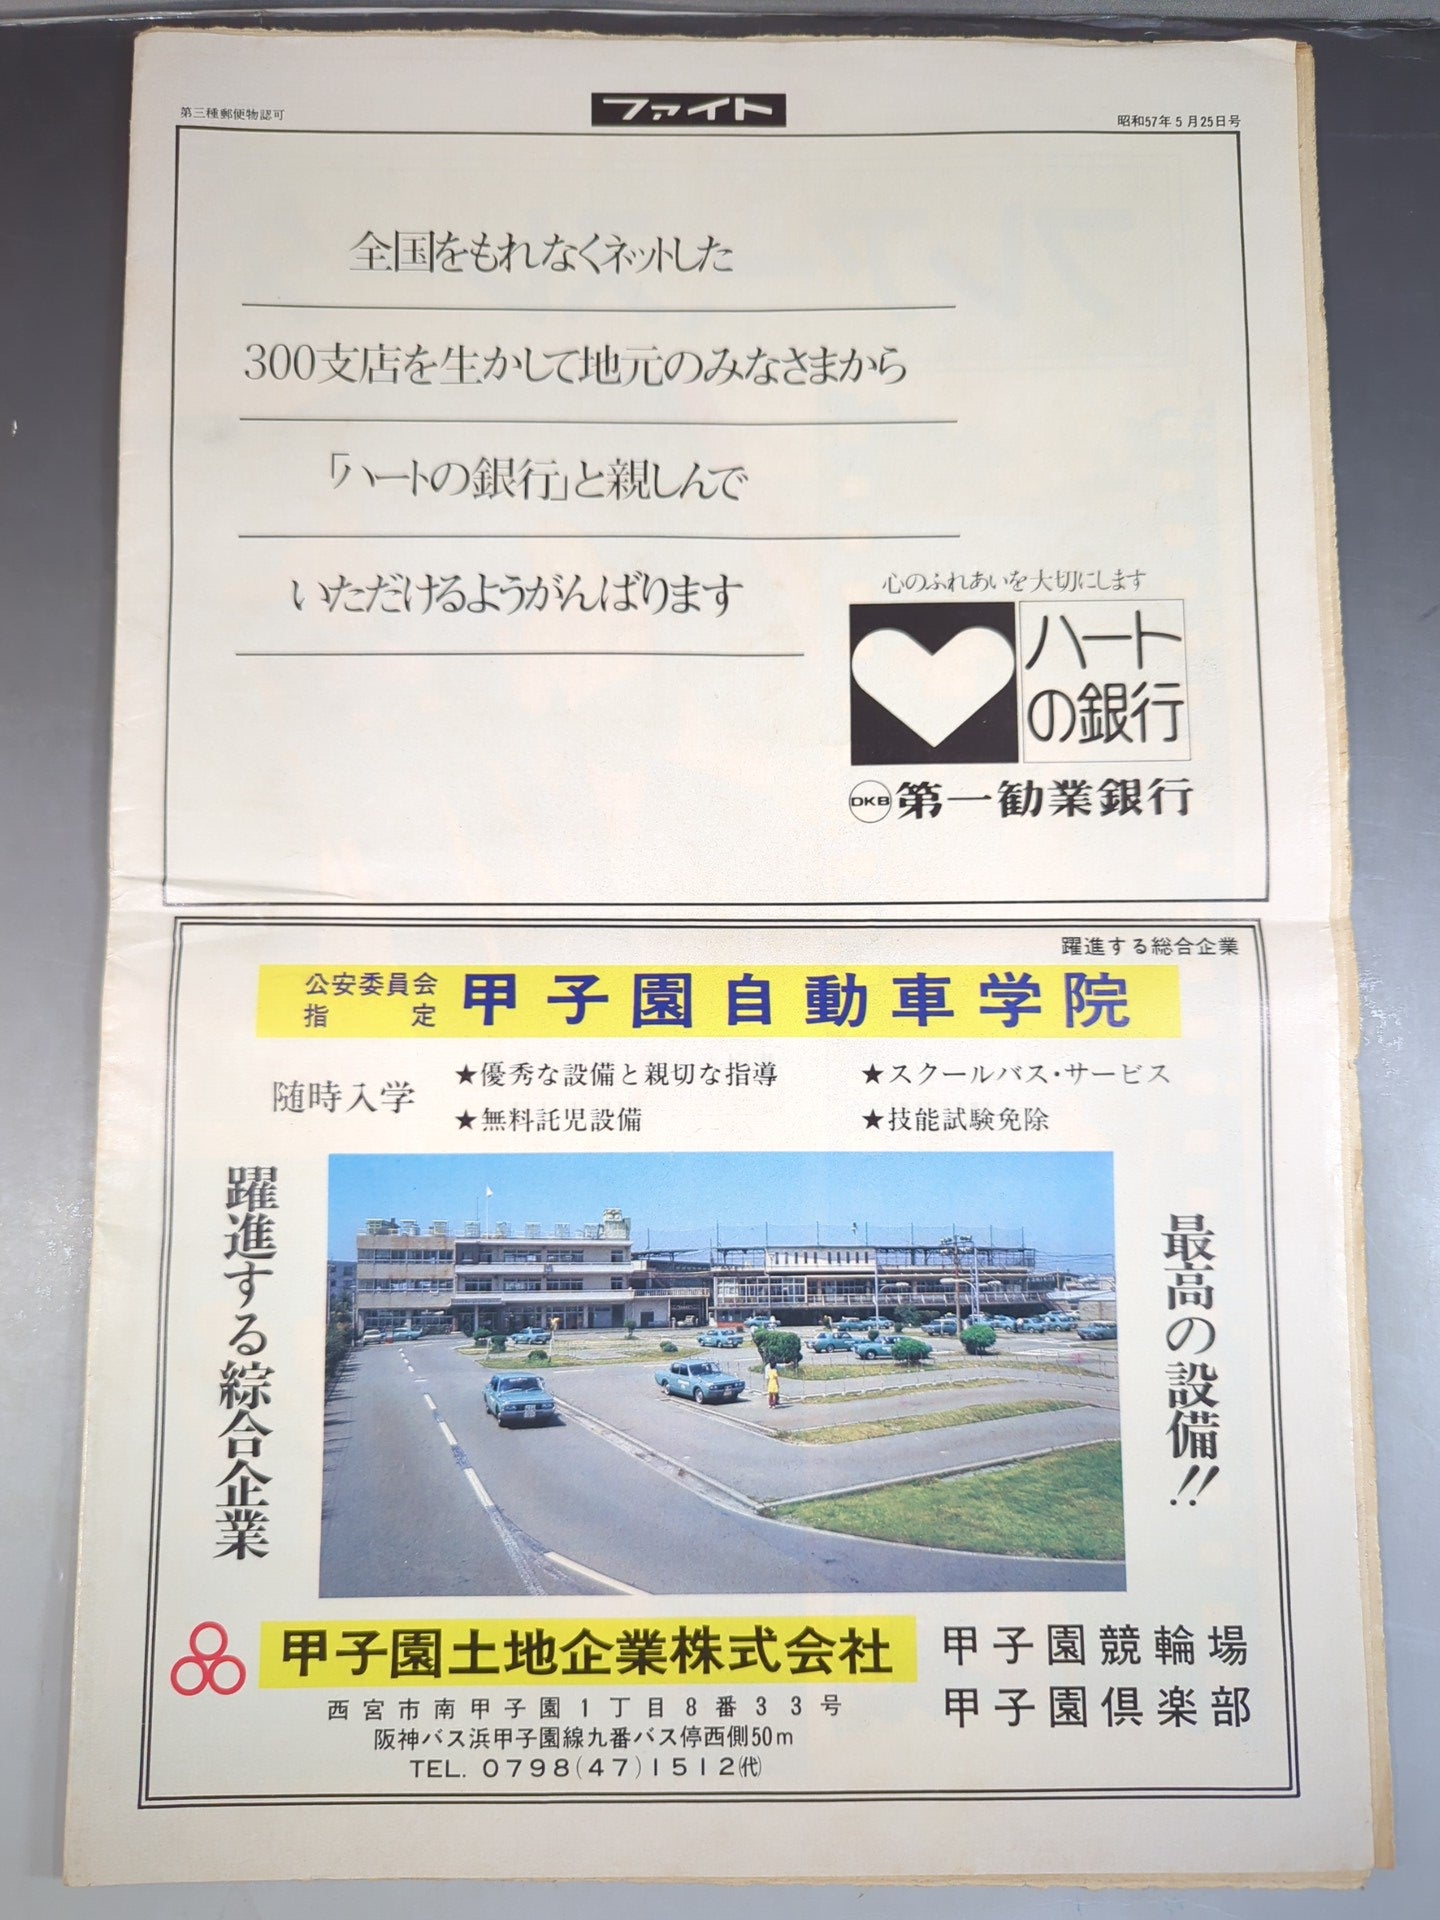 第三種郵便物認可
ファイト
昭和57年5月25日号
全国をもれなくネットした
300支店を生かして地元のみなさまから
「ハートの銀行」と親しんで
いただけるようがんばります
心のふれあいを大切にします
ハート
の銀行
DKB 第一勧業銀行
躍進する総合企業
公安委員会
指定
甲子園自動車学院
随時入学
★優秀な設備と親切な指導
★スクールバス・サービス
★無料託児設備
★技能試験免除
躍進する綜合企業
最高の設備!!
甲子園土地企業株式会社
西宮市南甲子園1丁目8番33号
阪神バス浜甲子園線九番バス停西側50m
TEL. 0798(47)1512㈹
甲子園競輪場
甲子園倶楽部